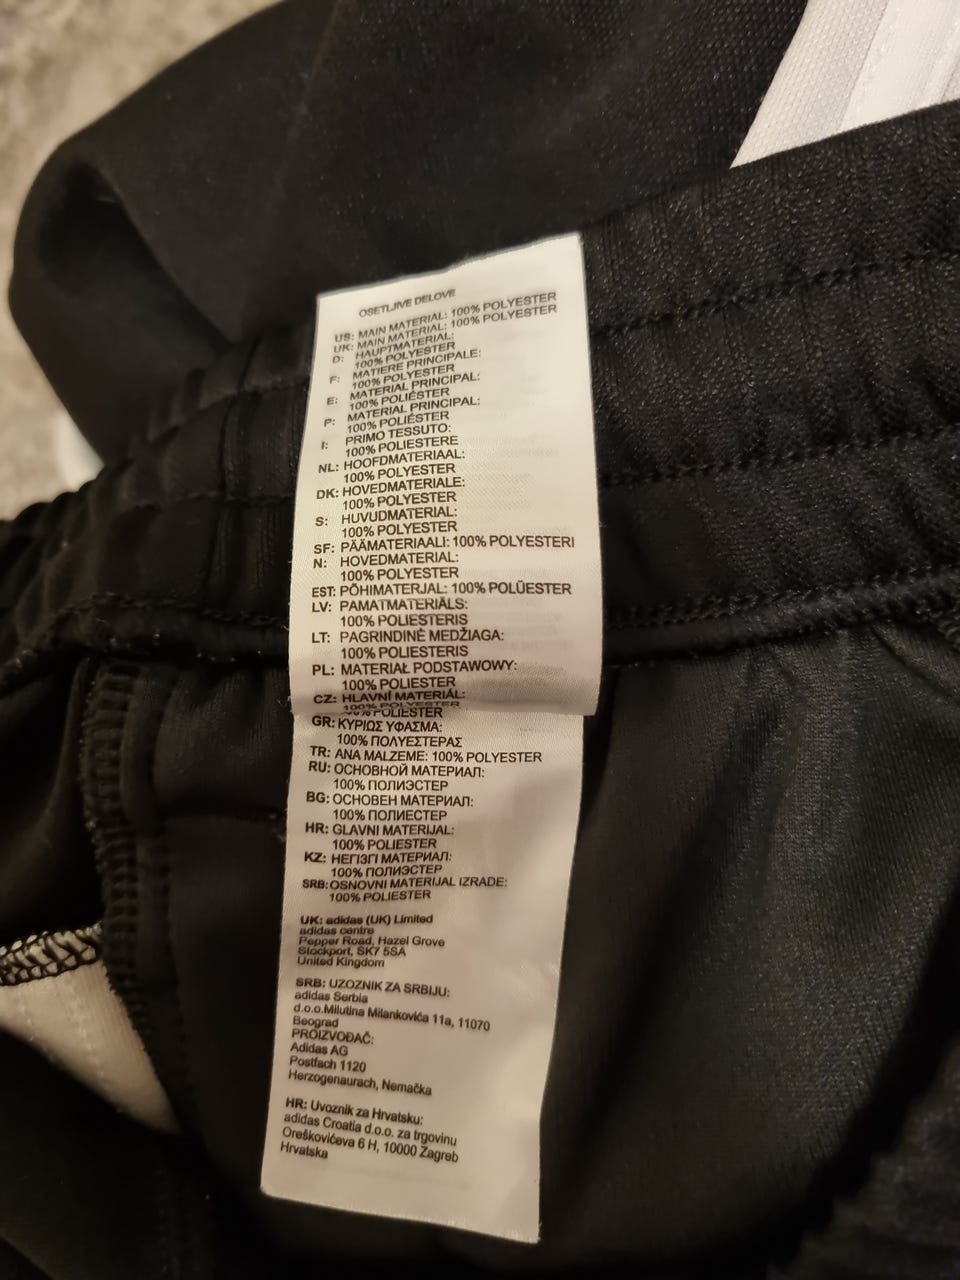 OSETLJIVE DELOVE
US: MAIN MATERIAL: 100% POLYESTER
UK: MAIN MATERIAL: 100% POLYESTER
D: HAUPTMATERIAL:
100% POLYESTER
F: MATIERE PRINCIPALE:
100% POLYESTER
E: MATERIAL PRINCIPAL:
100% POLIÉSTER
P: MATERIAL PRINCIPAL:
100% POLIÉSTER
I: PRIMO TESSUTO:
100% POLIESTERE
NL: HOOFDMATERIAAL:
100% POLYESTER
DK: HOVEDMATERIALE:
100% POLYESTER
S: HUVUDMATERIAL:
100% POLYESTER
SF: PÄÄMATERIAALI: 100% POLYESTERI
N: HOVEDMATERIAL:
100% POLYESTER
EST: PÕHIMATERJAL: 100% POLÜESTER
LV: PAMATMATERIĀLS:
100% POLIESTERIS
LT: PAGRINDINĖ MEDŽIAGA:
100% POLIESTERIS
PL: MATERIAŁ PODSTAWOWY:
100% POLIESTER
CZ: HLAVNÍ MATERIÁL:
100% POLYESTER
POLIESTER
GR: ΚΥΡΙΩΣ ΥΦΑΣΜΑ:
100% ΠΟΛΥΕΣΤΕΡΑΣ
TR: ANA MALZEME: 100% POLYESTER
RU: ОСНОВНОЙ МАТЕРИАЛ:
100% ПОЛИЭСТЕР
BG: ОСНОВЕН МАТЕРИАЛ:
100% ПОЛИЕСТЕР
HR: GLAVNI MATERIJAL:
100% POLIESTER
KZ: НЕГІЗГІ МАТЕРИАЛ:
100% ПОЛИЭСТЕР
SRB: OSNOVNI MATERIJAL IZRADE:
100% POLIESTER
UK: adidas (UK) Limited
adidas centre
Pepper Road, Hazel Grove
Stockport, SK7 5SA
United Kingdom
SRB: UZOZNIK ZA SRBIJU:
adidas Serbia
d.o.o.Milutina Milankovića 11a, 11070
Beograd
PROIZVOĐAČ:
Adidas AG
Postfach 1120
Herzogenaurach, Nemačka
HR: Uvoznik za Hrvatsku:
adidas Croatia d.o.o. za trgovinu
Oreškovićeva 6 H, 10000 Zagreb
Hrvatska